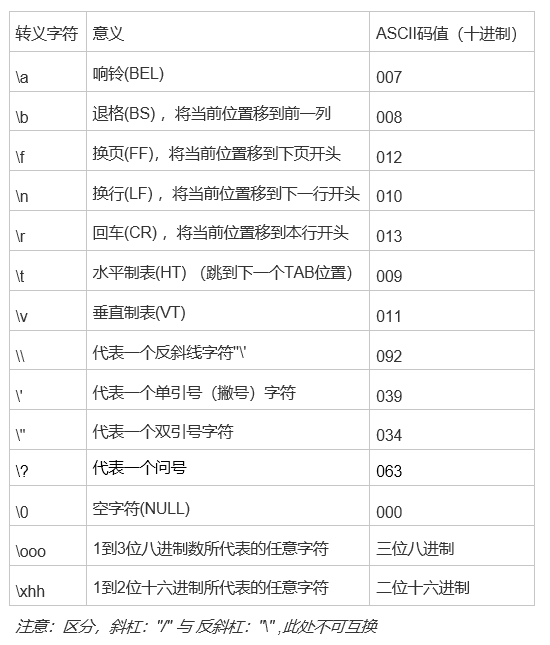 转义字符 意义 ASCII码值（十进制）
\a 响铃(BEL) 007
\b 退格(BS) ，将当前位置移到前一列 008
\f 换页(FF)，将当前位置移到下页开头 012
\n 换行(LF) ，将当前位置移到下一行开头 010
\r 回车(CR) ，将当前位置移到本行开头 013
\t 水平制表(HT) （跳到下一个TAB位置） 009
\v 垂直制表(VT) 011
\\ 代表一个反斜线字符''\' 092
\' 代表一个单引号（撇号）字符 039
\" 代表一个双引号字符 034
\? 代表一个问号 063
\0 空字符(NULL) 000
\ooo 1到3位八进制数所代表的任意字符 三位八进制
\xhh 1到2位十六进制所代表的任意字符 二位十六进制
注意：区分，斜杠："/" 与 反斜杠："\" ,此处不可互换